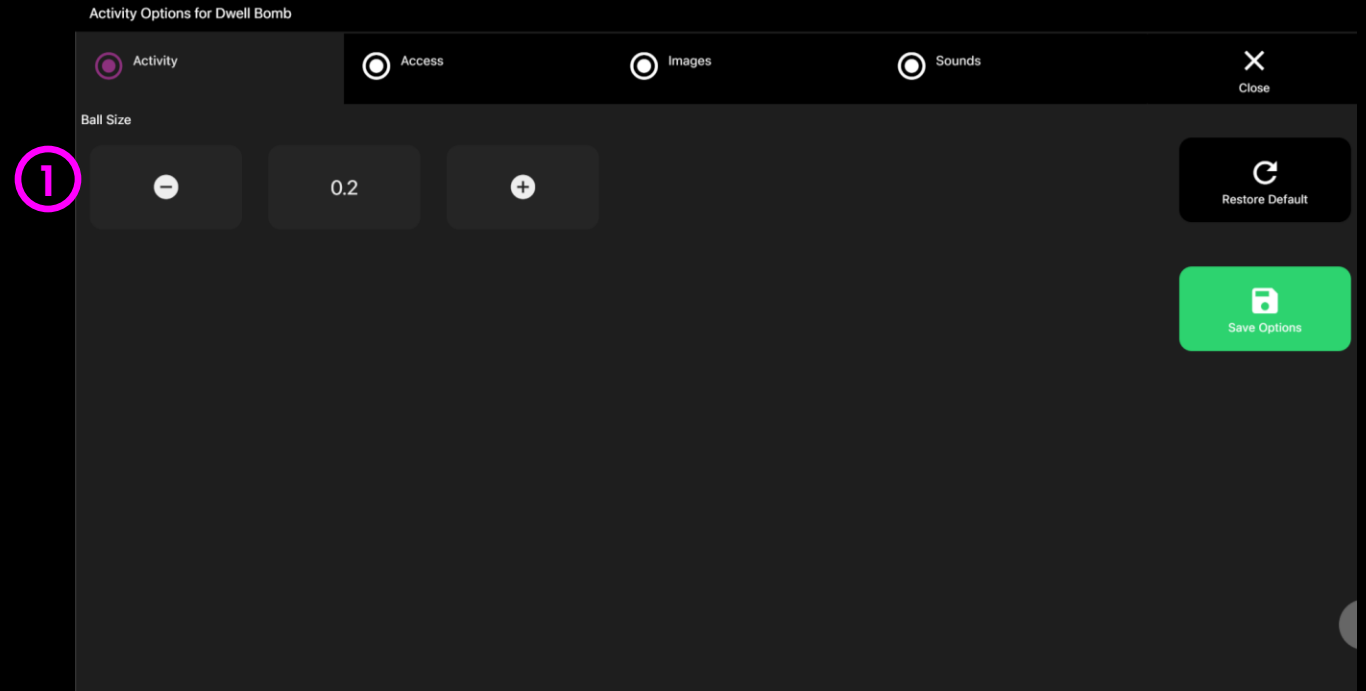 Activity Options for Dwell Bomb
Activity
Access
Images
Sounds
Close
Ball Size
1
0.2
Restore Default
Save Options